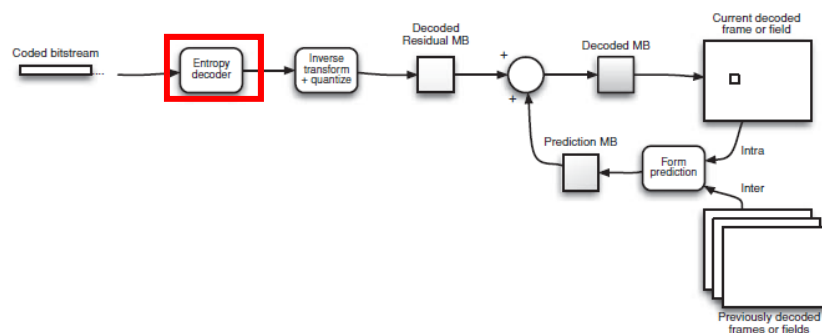 Coded bitstream
Entropy
decoder
Inverse
transform
+ quantize
Decoded
Residual MB
+
+
Decoded MB
Current decoded
frame or field
Prediction MB
Form
prediction
Intra
Inter
Previously decoded
frames or fields